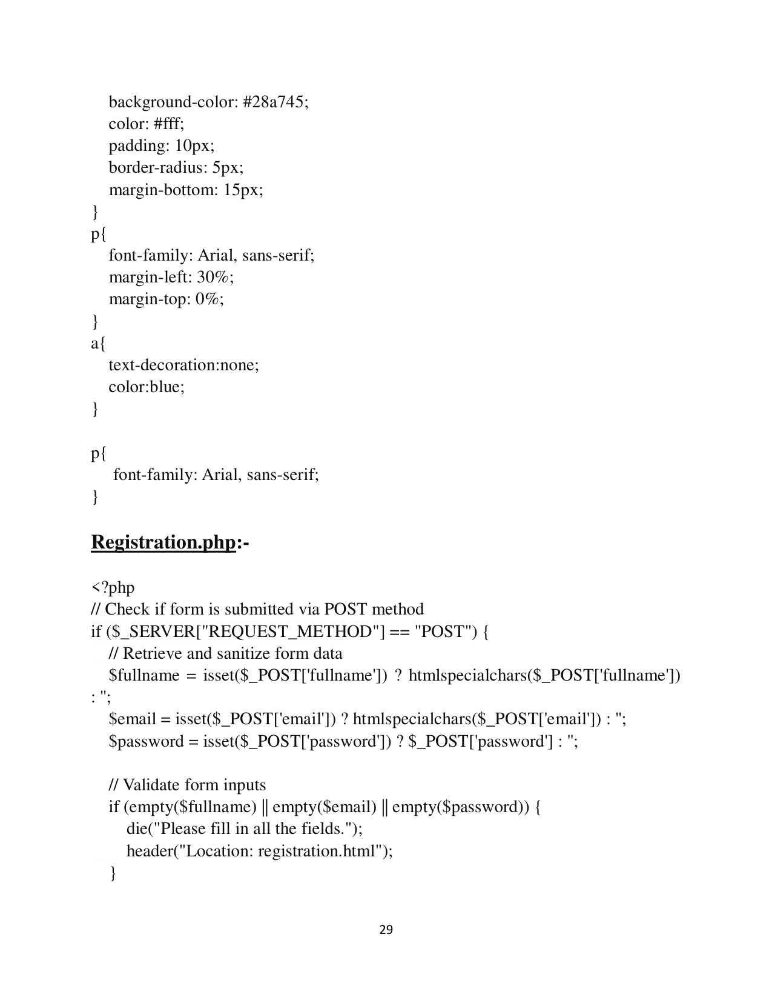 background-color: #28a745;
color: #fff;
padding: 10px;
border-radius: 5px;
margin-bottom: 15px;
}
p{
font-family: Arial, sans-serif;
margin-left: 30%;
margin-top: 0%;
}
a{
text-decoration:none;
color:blue;
}
p{
font-family: Arial, sans-serif;
}
Registration.php:-
<?php
// Check if form is submitted via POST method
if ($_SERVER["REQUEST_METHOD"] == "POST") {
// Retrieve and sanitize form data
$fullname = isset($_POST['fullname']) ? htmlspecialchars($_POST['fullname'])
: '';
$email = isset($_POST['email']) ? htmlspecialchars($_POST['email']) : '';
$password = isset($_POST['password']) ? $_POST['password'] : '';
// Validate form inputs
if (empty($fullname) || empty($email) || empty($password)) {
die("Please fill in all the fields.");
header("Location: registration.html");
}
29